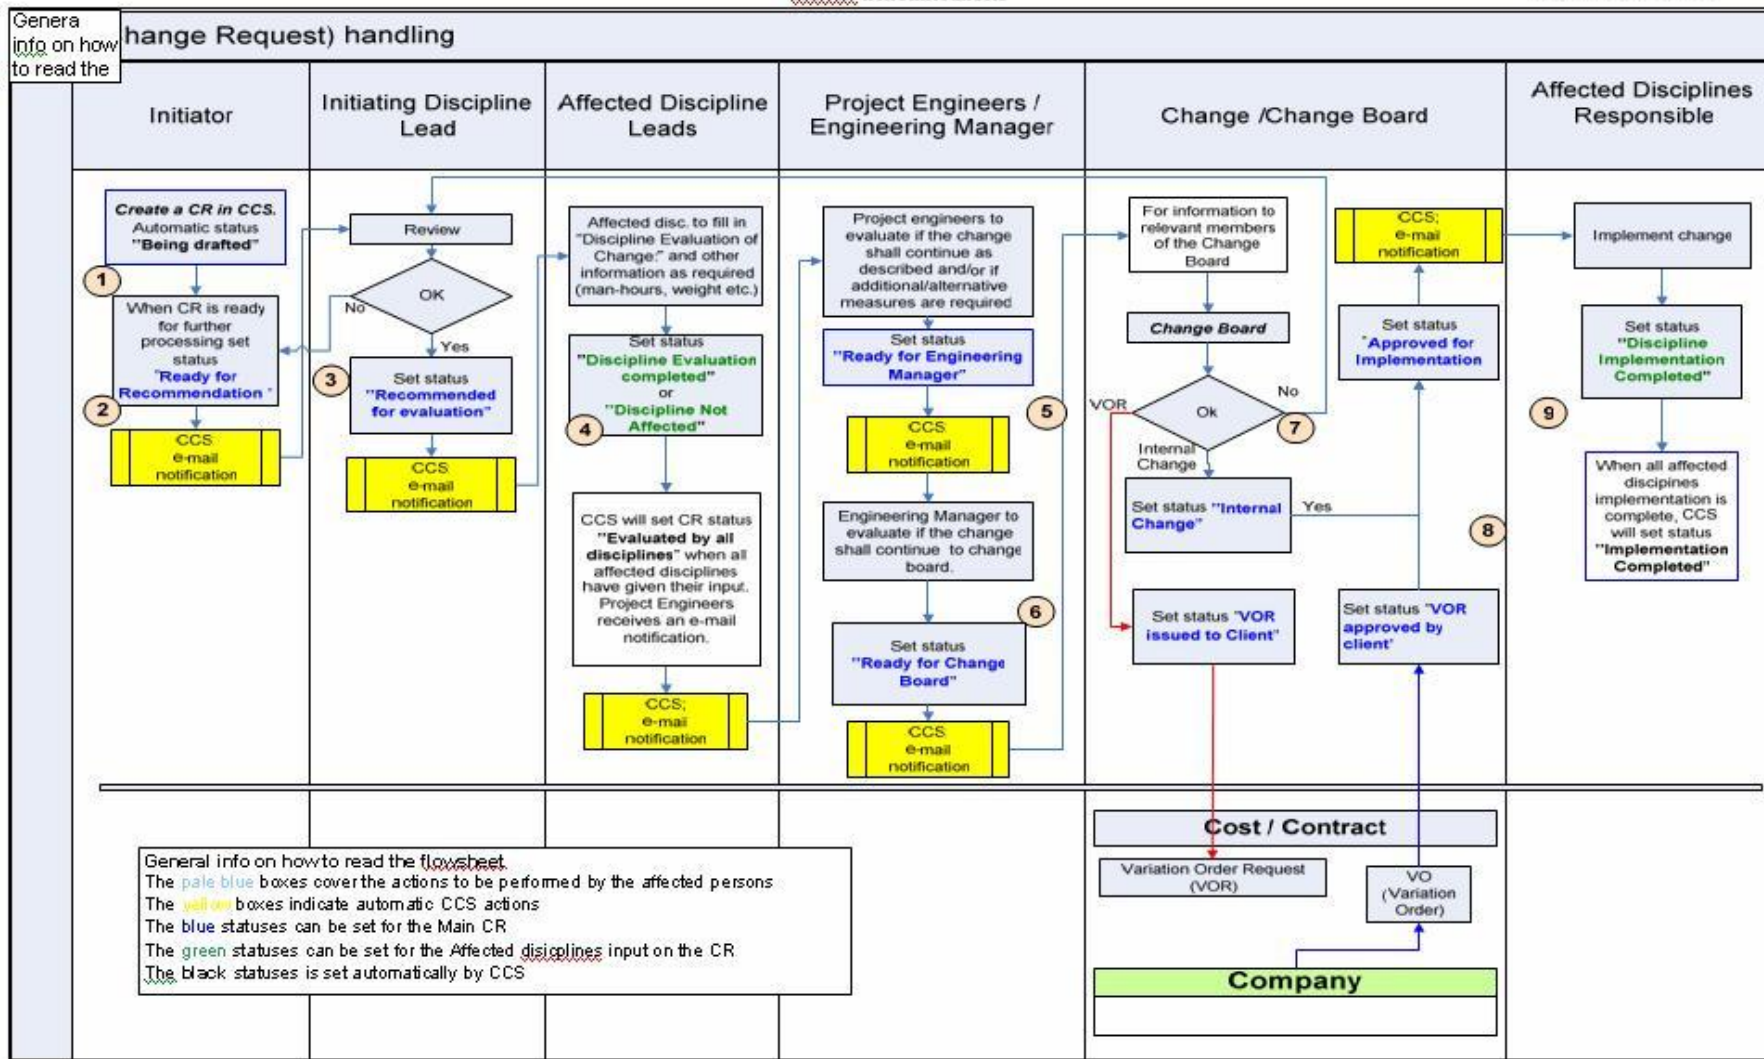 Genera
info on how
to read the
hange Request) handling
Initiator
Initiating Discipline
Lead
Affected Discipline
Leads
Project Engineers /
Engineering Manager
Change /Change Board
Affected Disciplines
Responsible
Create a CR in CCS.
Automatic status
"Being drafted"
1
When CR is ready
for further
processing set
status
"Ready for
Recommendation "
2
CCS
e-mail
notification
Review
OK
No
Yes
3
Set status
"Recommended
for evaluation"
CCS
e-mail
notification
Affected disc. to fill in
"Discipline Evaluation of
Change:" and other
information as required
(man-hours, weight etc.)
Set status
"Discipline Evaluation
completed"
or
"Discipline Not
Affected"
4
CCS will set CR status
"Evaluated by all
disciplines" when all
affected disciplines
have given their input.
Project Engineers
receives an e-mail
notification.
CCS;
e-mail
notification
Project engineers to
evaluate if the change
shall continue as
described and/or if
additional/alternative
measures are required
Set status
"Ready for Engineering
Manager"
CCS
e-mail
notification
5
Engineering Manager to
evaluate if the change
shall continue to change
board.
6
Set status
"Ready for Change
Board"
CCS
e-mail
notification
For information to
relevant members
of the Change
Board
Change Board
VOR
Ok
No
7
Internal
Change
Set status "Internal
Change"
Yes
Set status "VOR
issued to Client"
CCS;
e-mail
notification
Set status
"Approved for
Implementation
8
Set status "VOR
approved by
client"
Implement change
Set status
"Discipline
Implementation
Completed"
9
When all affected
discipines
implementation is
complete, CCS
will set status
"Implementation
Completed"
Cost / Contract
Variation Order Request
(VOR)
VO
(Variation
Order)
Company
General info on how to read the flowsheet
The pale blue boxes cover the actions to be performed by the affected persons
The yellow boxes indicate automatic CCS actions
The blue statuses can be set for the Main CR
The green statuses can be set for the Affected disicplines input on the CR
The black statuses is set automatically by CCS